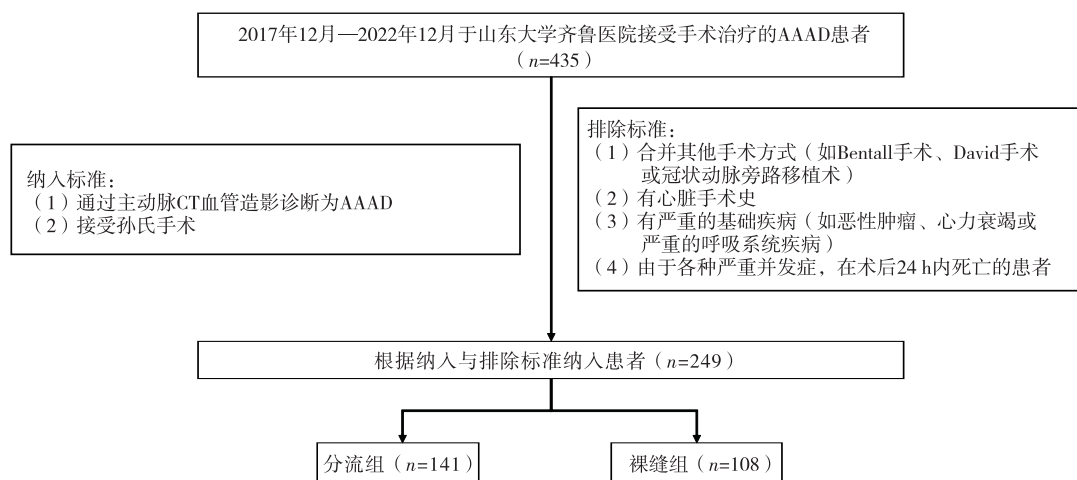 2017年12月—2022年12月于山东大学齐鲁医院接受手术治疗的AAAD患者
（n=435）
纳入标准：
（1）通过主动脉CT血管造影诊断为AAAD
（2）接受孙氏手术
排除标准：
（1）合并其他手术方式（如Bentall手术、David手术
或冠状动脉旁路移植术）
（2）有心脏手术史
（3）有严重的基础疾病（如恶性肿瘤、心力衰竭或
严重的呼吸系统疾病）
（4）由于各种严重并发症，在术后24 h内死亡的患者
根据纳入与排除标准纳入患者（n=249）
分流组（n=141）
裸缝组（n=108）